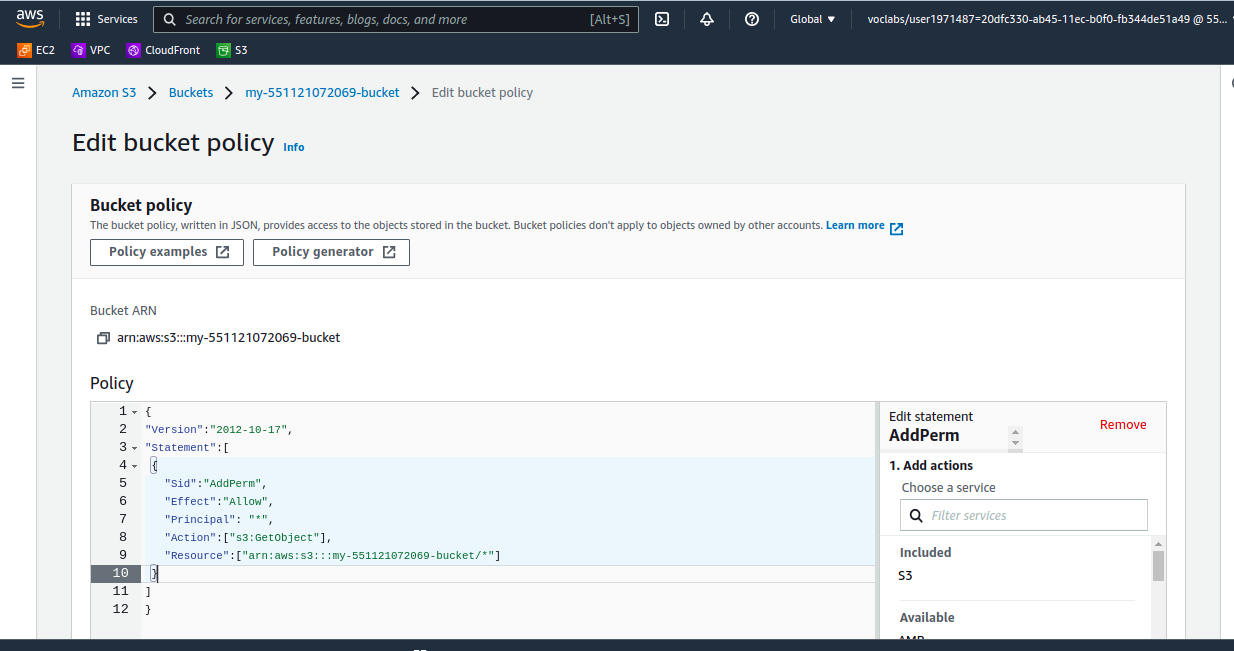 aws
Services
Search for services, features, blogs, docs, and more [Alt+S]
Global
voclabs/user1971487=20dfc330-ab45-11ec-b0f0-fb344de51a49 @ 55...
EC2 VPC CloudFront S3
Amazon S3 > Buckets > my-551121072069-bucket > Edit bucket policy
Edit bucket policy Info
Bucket policy
The bucket policy, written in JSON, provides access to the objects stored in the bucket. Bucket policies don't apply to objects owned by other accounts. Learn more
Policy examples Policy generator
Bucket ARN
arn:aws:s3:::my-551121072069-bucket
Policy
1 {
2 "Version":"2012-10-17",
3 "Statement":[
4 {
5 "Sid":"AddPerm",
6 "Effect":"Allow",
7 "Principal": "*",
8 "Action":["s3:GetObject"],
9 "Resource":["arn:aws:s3:::my-551121072069-bucket/*"]
10 }
11 ]
12 }
Edit statement
AddPerm
Remove
1. Add actions
Choose a service
Filter services
Included
S3
Available
AMP